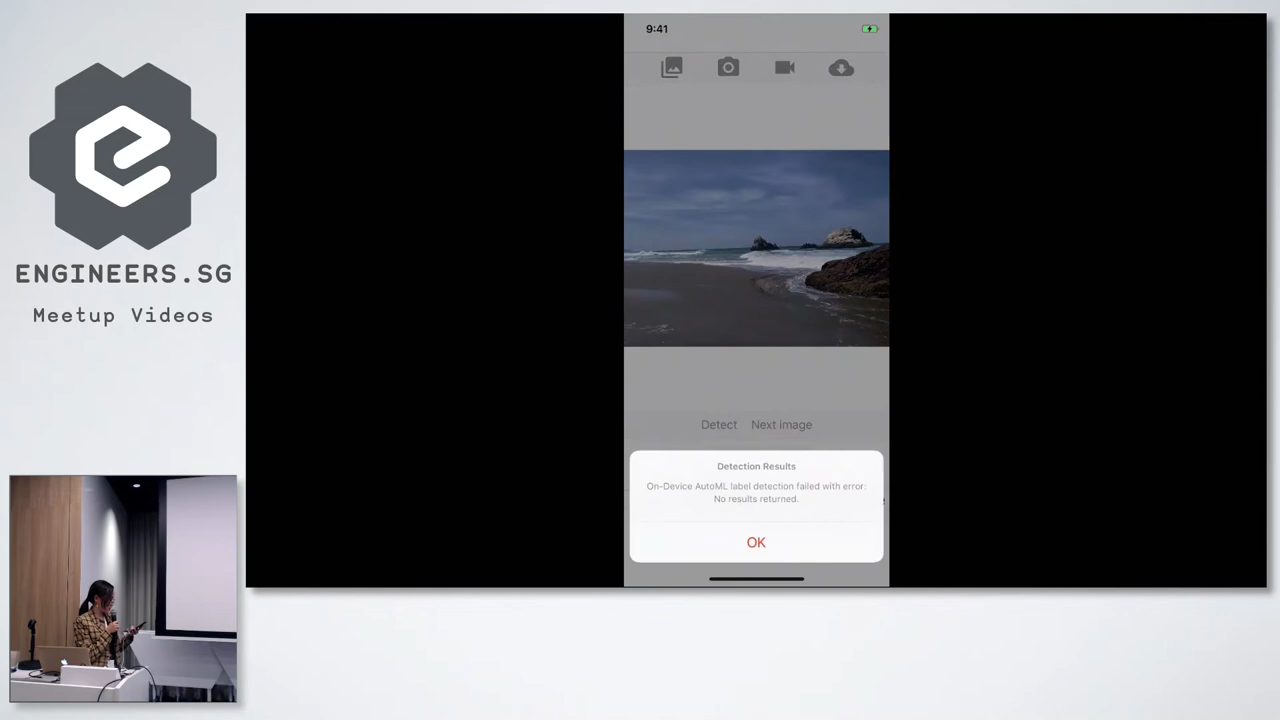 ENGINEERS.SG
Meetup Videos
9:41
Detect Next image
Detection Results
On-Device AutoML label detection failed with error:
No results returned.
OK